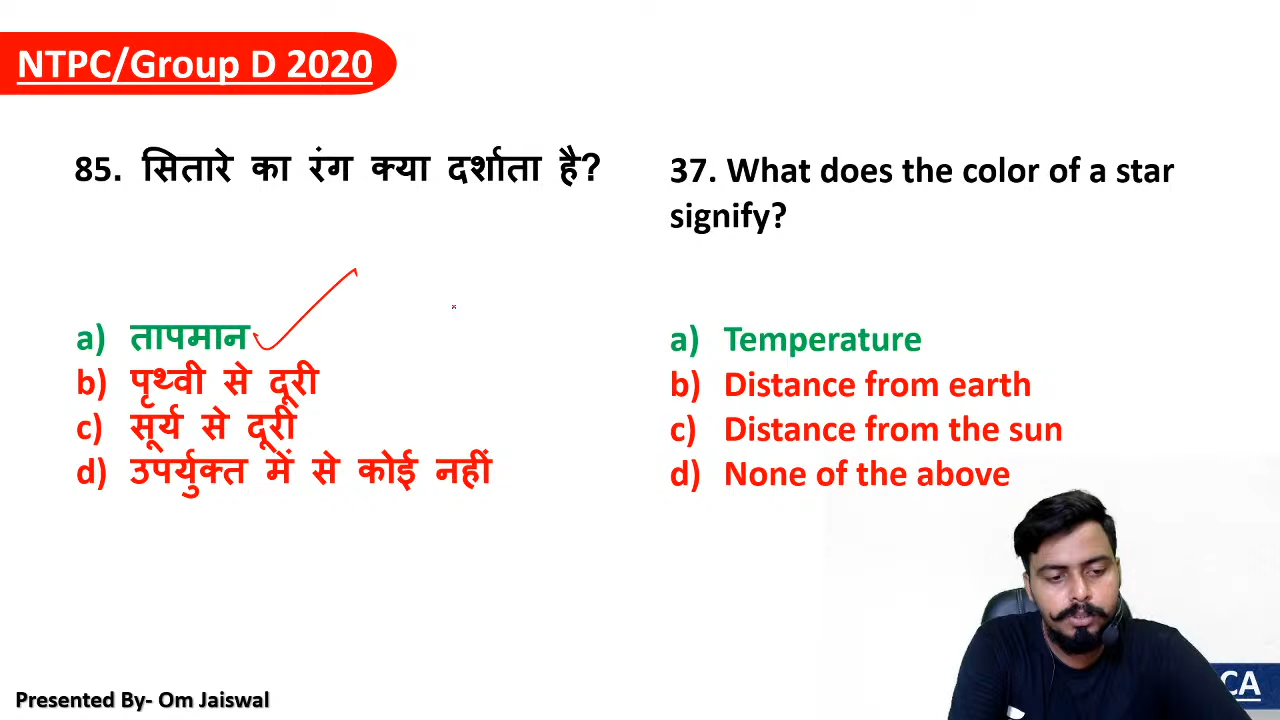 NTPC/Group D 2020
85. सितारे का रंग क्या दर्शाता है?
a) तापमान
b) पृथ्वी से दूरी
c) सूर्य से दूरी
d) उपर्युक्त में से कोई नहीं
37. What does the color of a star
signify?
a) Temperature
b) Distance from earth
c) Distance from the sun
d) None of the above
Presented By- Om Jaiswal
CA